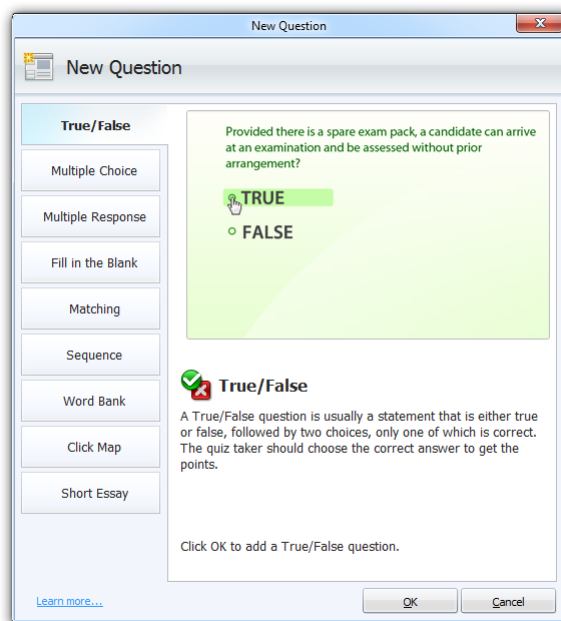 New Question
New Question
True/False
Multiple Choice
Multiple Response
Fill in the Blank
Matching
Sequence
Word Bank
Click Map
Short Essay
Provided there is a spare exam pack, a candidate can arrive
at an examination and be assessed without prior
arrangement?
TRUE
FALSE
True/False
A True/False question is usually a statement that is either true
or false, followed by two choices, only one of which is correct.
The quiz taker should choose the correct answer to get the
points.
Click OK to add a True/False question.
Learn more...
OK
Cancel